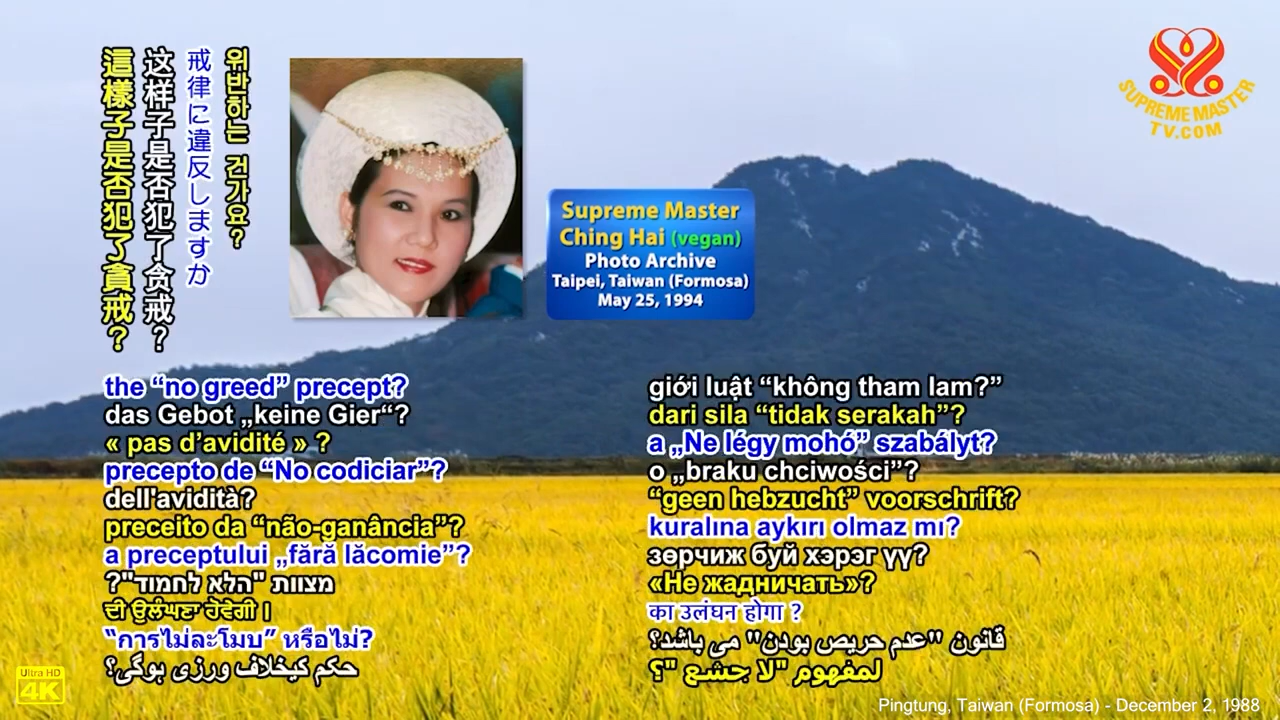 這樣子是否犯了貪戒？
这样子是否犯了贪戒？
戒律に違反しますか
위반하는 건가요?
SUPREME MASTER
TV.COM
Supreme Master
Ching Hai (vegan)
Photo Archive
Taipei, Taiwan (Formosa)
May 25, 1994
the “no greed” precept?
das Gebot „keine Gier“?
« pas d’avidité » ?
precepto de “No codiciar”?
dell'avidità?
preceito da “não-ganância”?
a preceptului „fără lăcomie”?
מצוות "הלא לחמוד"?
ਦੀ ਉਲੰਘਣਾ ਹੋਵੇਗੀ।
“การไม่ละโมบ” หรือไม่?
حکم کیخلاف ورزی ہوگی؟
giới luật “không tham lam?”
dari sila “tidak serakah”?
a „Ne légy mohó” szabályt?
o „braku chciwości”?
“geen hebzucht” voorschrift?
kuralına aykırı olmaz mı?
зөрчиж буй хэрэг үү?
«Не жадничать»?
का उलंघन होगा ?
قانون "عدم حریص بودن" می باشد؟
لمفهوم "لا جشع "؟
Ultra HD
4K
Pingtung, Taiwan (Formosa) - December 2, 1988